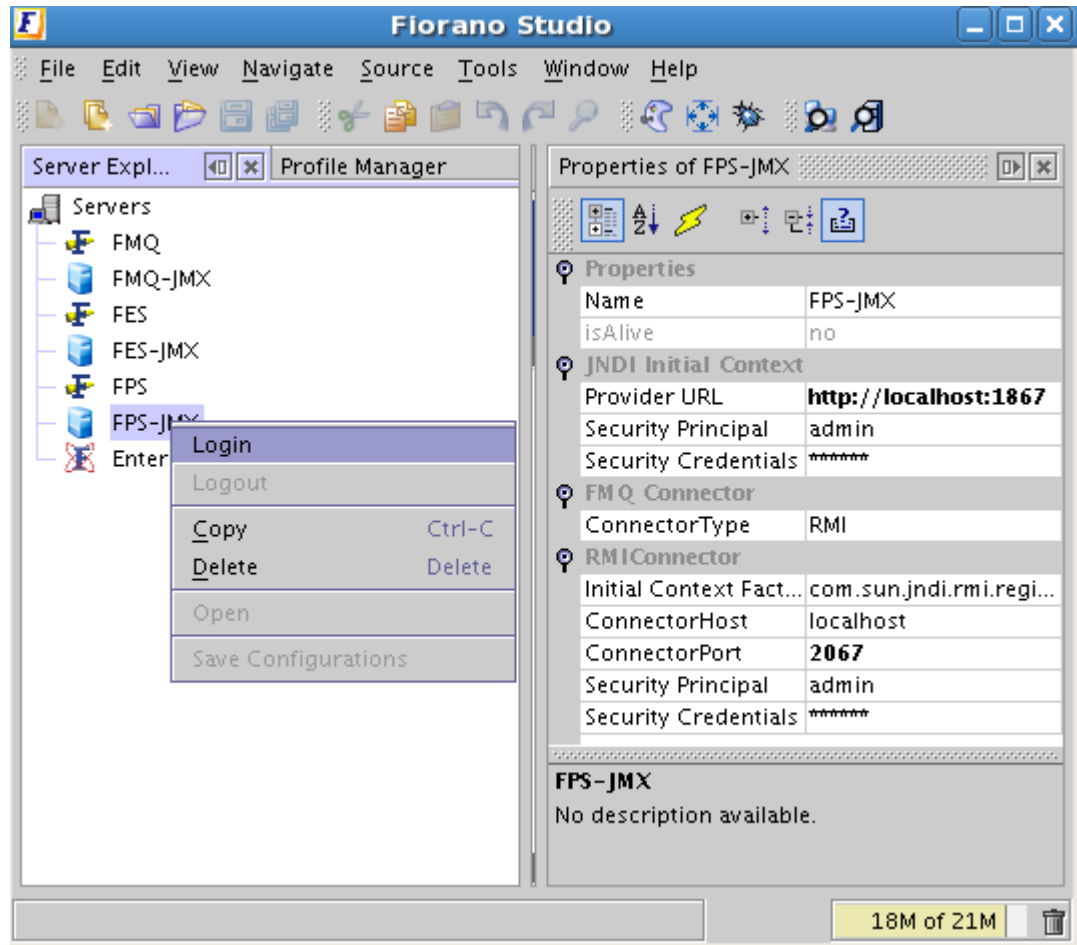 Fiorano Studio
File Edit View Navigate Source Tools Window Help
Server Expl... Profile Manager
Servers
FMQ
FMQ-JMX
FES
FES-JMX
FPS
FPS-JMX
Enter
Login
Logout
Copy Ctrl-C
Delete Delete
Open
Save Configurations
Properties of FPS-JMX
Properties
Name FPS-JMX
isAlive no
JNDI Initial Context
Provider URL http://localhost:1867
Security Principal admin
Security Credentials ******
FMQ Connector
ConnectorType RMI
RMIConnector
Initial Context Fact... com.sun.jndi.rmi.regi...
ConnectorHost localhost
ConnectorPort 2067
Security Principal admin
Security Credentials ******
FPS-JMX
No description available.
18M of 21M